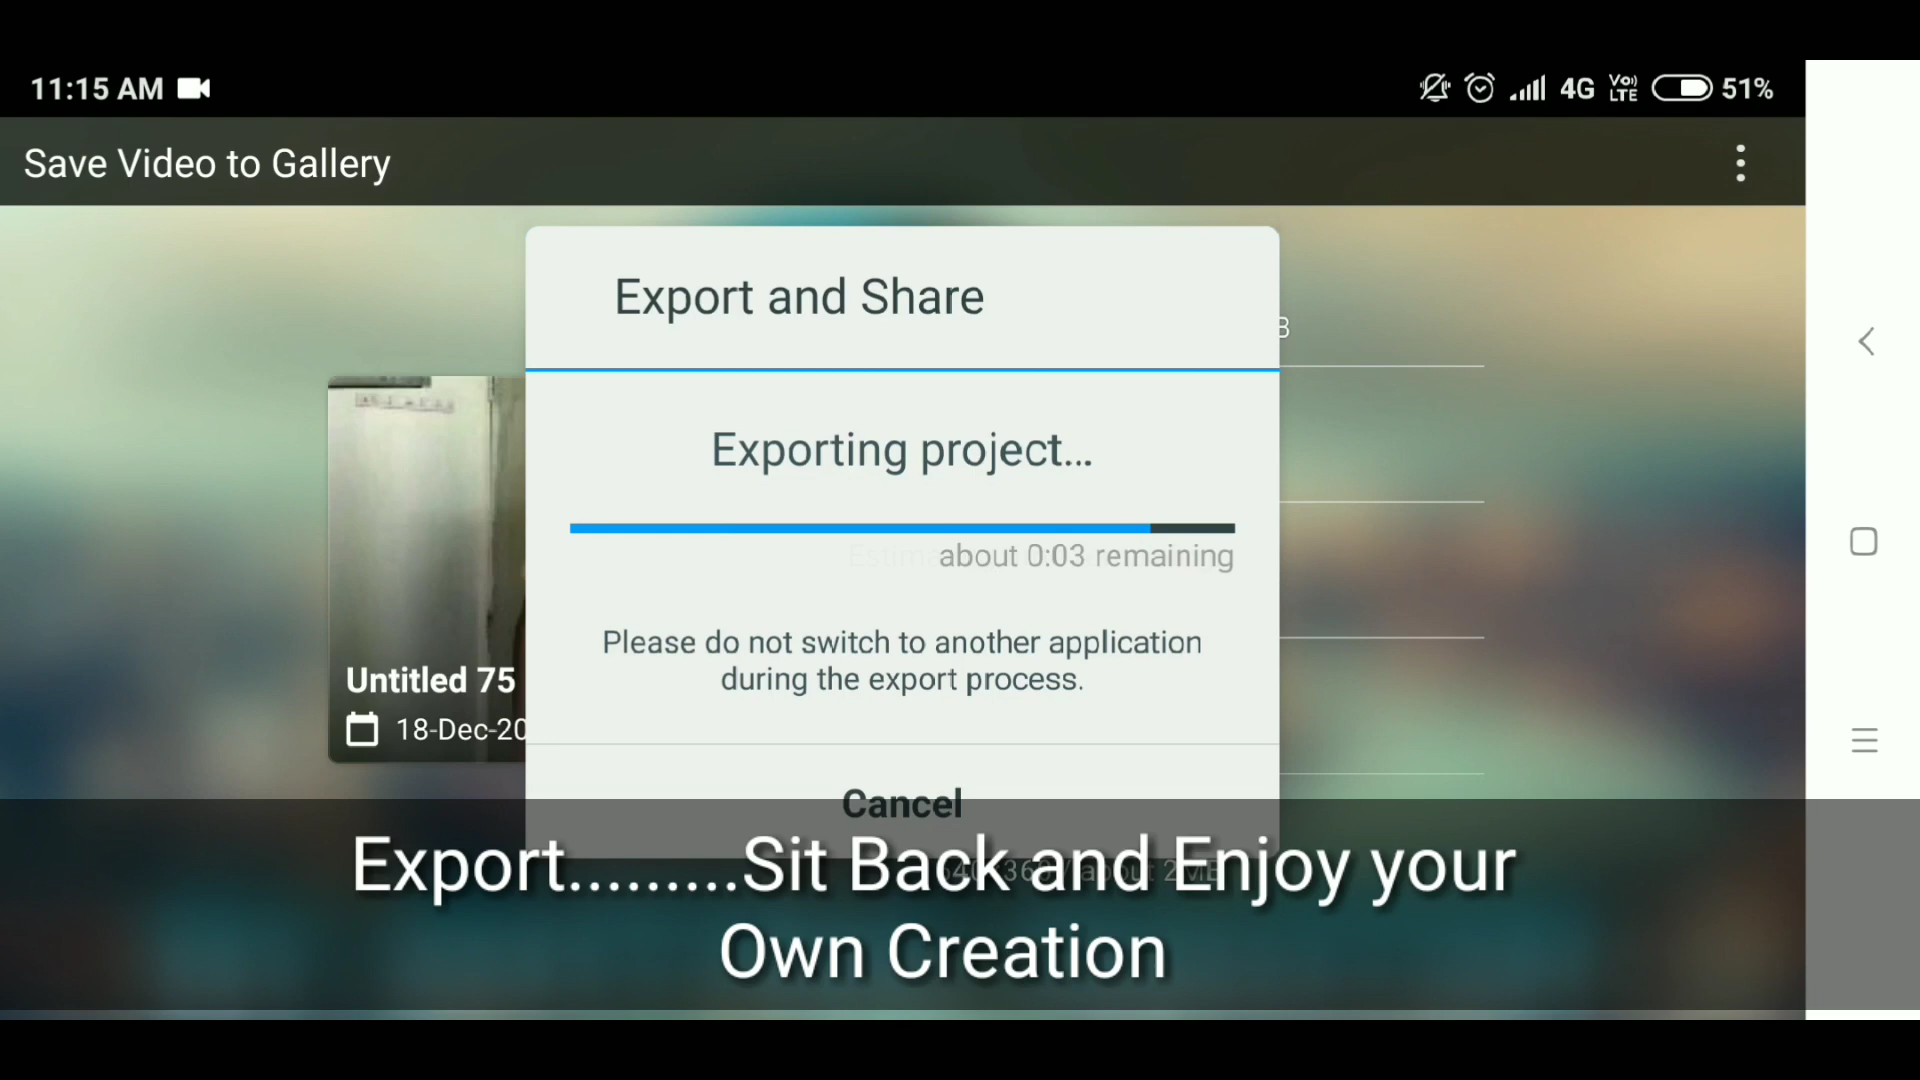 11:15 AM
4G VoLTE 51%
Save Video to Gallery
Export and Share
Exporting project...
about 0:03 remaining
Please do not switch to another application
during the export process.
Untitled 75
18-Dec-20
Cancel
Export.........Sit Back and Enjoy your
Own Creation